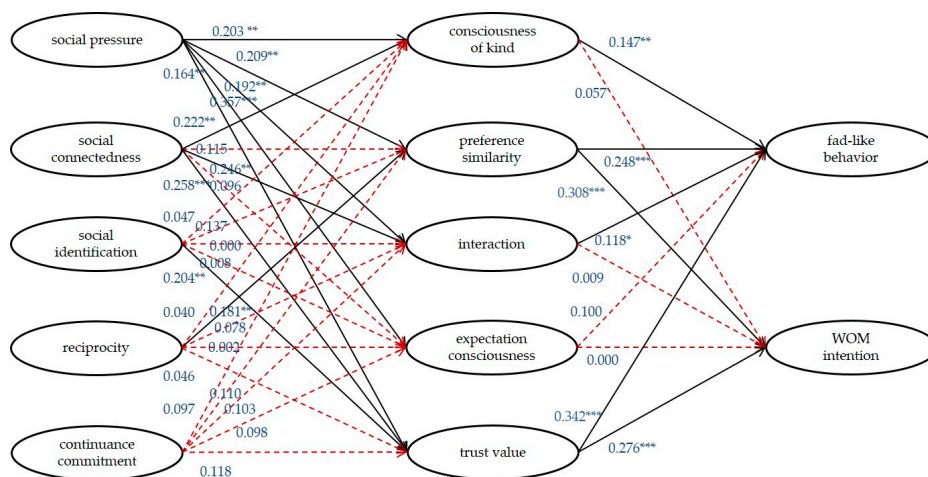 social pressure
consciousness
of kind
0.203 **
0.147**
0.209**
0.164**
0.192**
0.357***
0.057
0.222**
social
connectedness
0.115
preference
similarity
0.248***
fad-like
behavior
0.246**
0.258***
0.096
0.308***
0.047
0.137
social
identification
0.000
interaction
0.118*
0.008
0.204**
0.009
0.040
0.181**
0.100
0.078
reciprocity
0.002
expectation
consciousness
0.000
WOM
intention
0.046
0.110
0.097
0.103
0.342***
0.098
continuance
commitment
trust value
0.276***
0.118